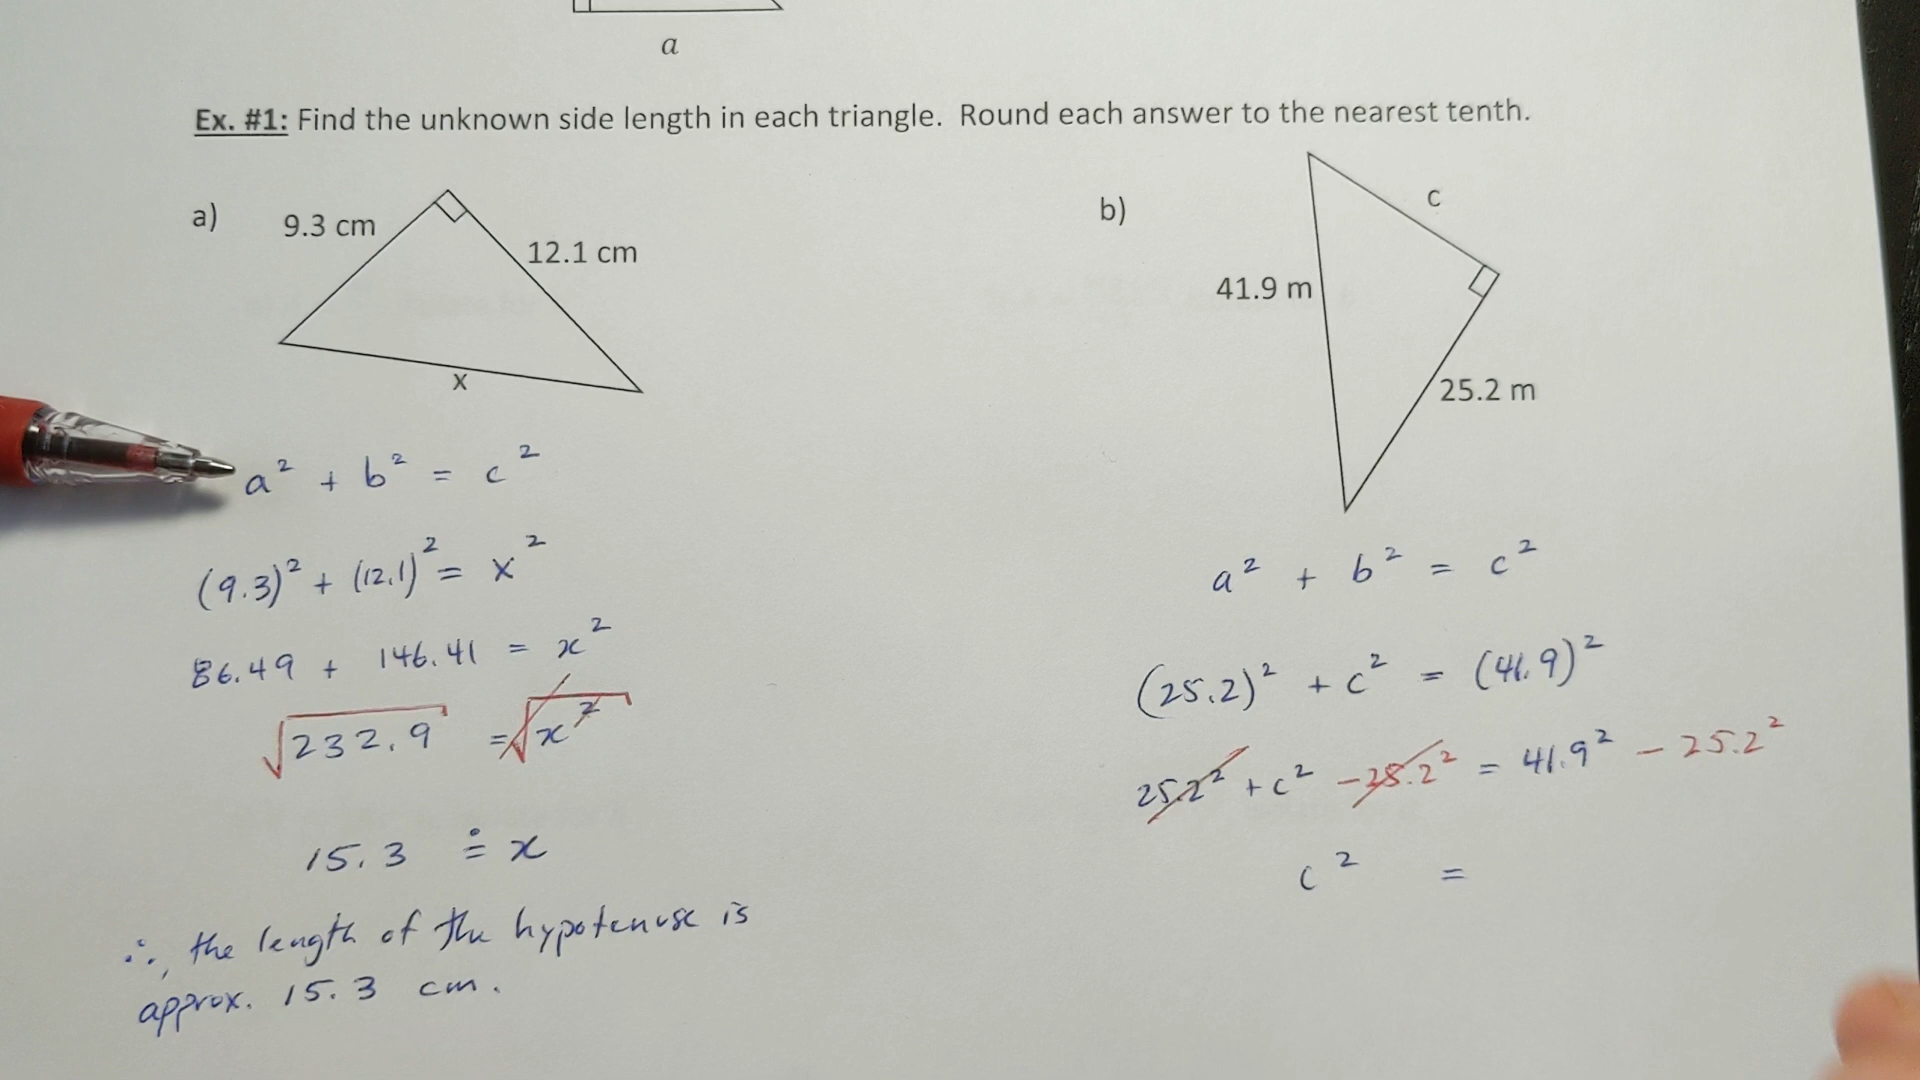 a
Ex. #1: Find the unknown side length in each triangle. Round each answer to the nearest tenth.
a)
9.3 cm
12.1 cm
x
a² + b² = c²
(9.3)² + (12.1)² = x²
86.49 + 146.41 = x²
√232.9 = √x²
15.3 ≐ x
∴, the length of the hypotenuse is
approx. 15.3 cm.
b)
c
41.9 m
25.2 m
a² + b² = c²
(25.2)² + c² = (41.9)²
25.2² + c² - 25.2² = 41.9² - 25.2²
c² =